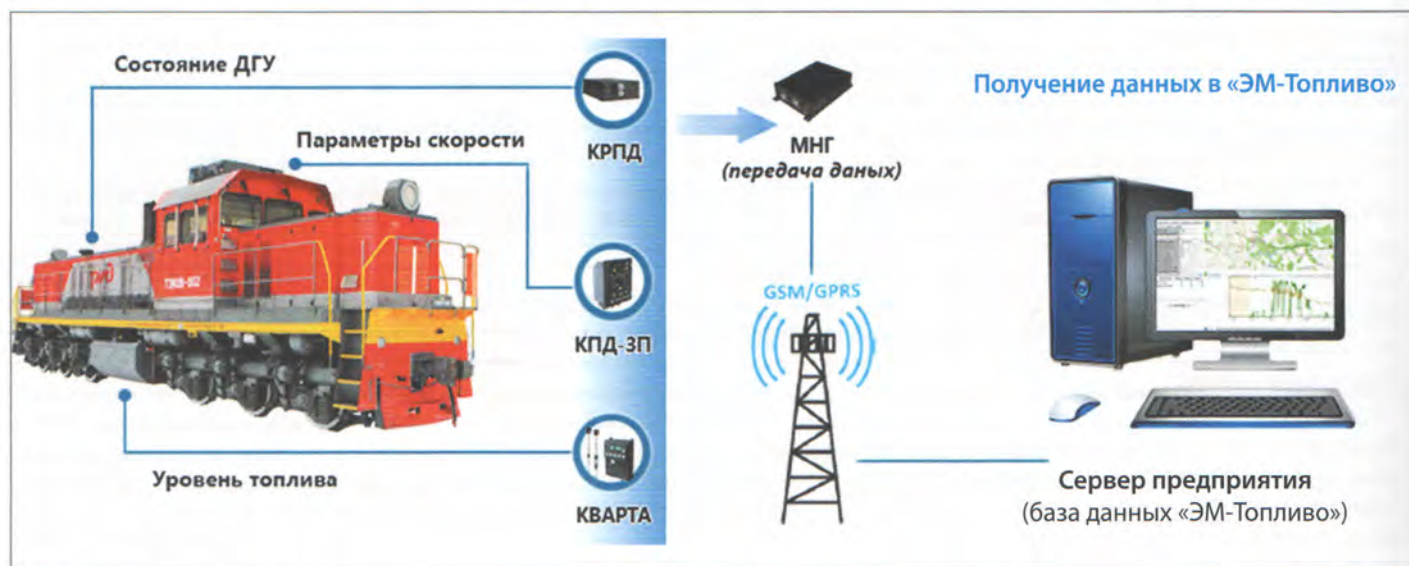 Состояние ДГУ
Параметры скорости
Уровень топлива
КРПД
КПД-3П
КВАРТА
МНГ
(передача даных)
GSM/GPRS
Получение данных в «ЭМ-Топливо»
Сервер предприятия
(база данных «ЭМ-Топливо»)